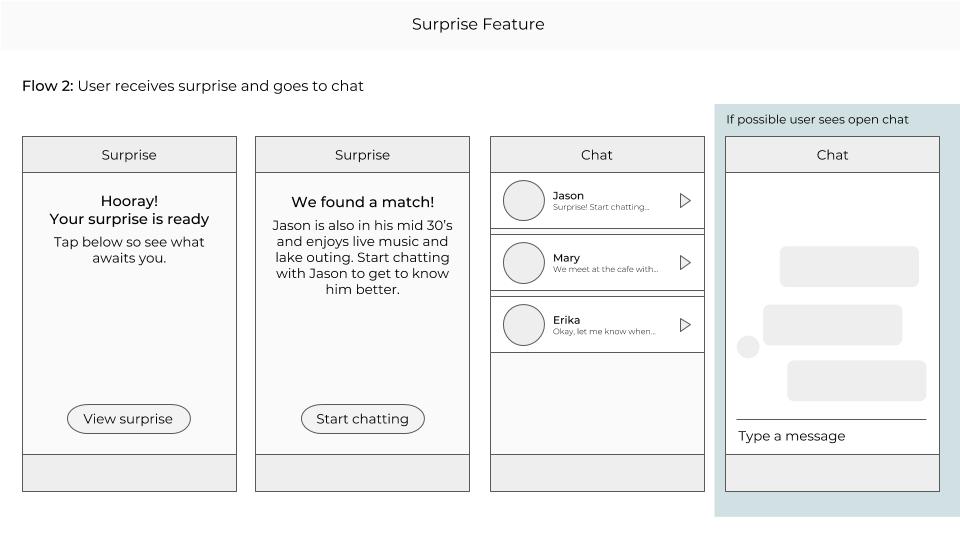 Surprise Feature
Flow 2: User receives surprise and goes to chat
Surprise
Hooray!
Your surprise is ready
Tap below so see what
awaits you.
View surprise
Surprise
We found a match!
Jason is also in his mid 30's
and enjoys live music and
lake outing. Start chatting
with Jason to get to know
him better.
Start chatting
Chat
Jason
Surprise! Start chatting...
Mary
We meet at the cafe with...
Erika
Okay, let me know when...
If possible user sees open chat
Chat
Type a message